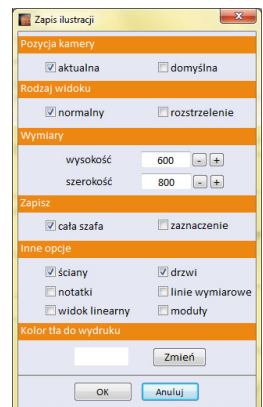 Zapis ilustracji
Pozycja kamery
aktualna domyślna
Rodzaj widoku
normalny rozstrzelenie
Wymiary
wysokość 600 - +
szerokość 800 - +
Zapisz
cała szafa zaznaczenie
Inne opcje
ściany drzwi
notatki linie wymiarowe
widok linearny moduły
Kolor tła do wydruku
Zmień
OK Anuluj